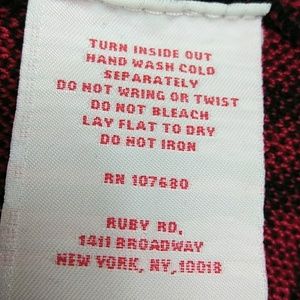 TURN INSIDE OUT
HAND WASH COLD
SEPARATELY
DO NOT WRING OR TWIST
DO NOT BLEACH
LAY FLAT TO DRY
DO NOT IRON
RN 107680
RUBY RD.
1411 BROADWAY
NEW YORK, NY, 10018